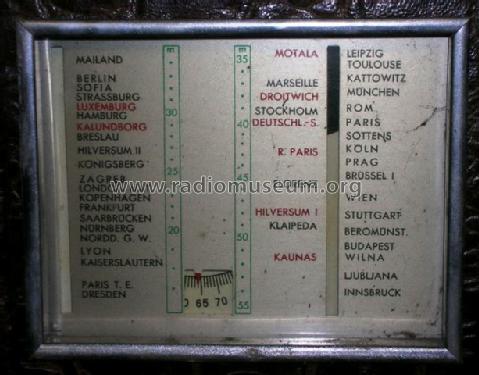 MAILAND
BERLIN
SOFIA
STRASSBURG
LUXEMBURG
HAMBURG
KALUNDBORG
BRESLAU
HILVERSUM II
KÖNIGSBERG
ZAGREB
KOPENHAGEN
FRANKFURT
SAARBRÜCKEN
NÜRNBERG
NORDD. G. W.
LYON
KAISERSLAUTERN
PARIS T. E.
DRESDEN
m
30
25
20
65 70
m
35
40
45
50
55
MOTALA
MARSEILLE
DROITWICH
STOCKHOLM
DEUTSCHL.-S.
R. PARIS
HILVERSUM I
KLAIPEDA
KAUNAS
LEIPZIG
TOULOUSE
KATTOWITZ
MÜNCHEN
ROM
PARIS
SOTTENS
KÖLN
PRAG
BRÜSSEL I
WIEN
STUTTGART
BEROMÜNST.
BUDAPEST
WILNA
LJUBLJANA
INNSBRUCK
www.radiomuseum.org